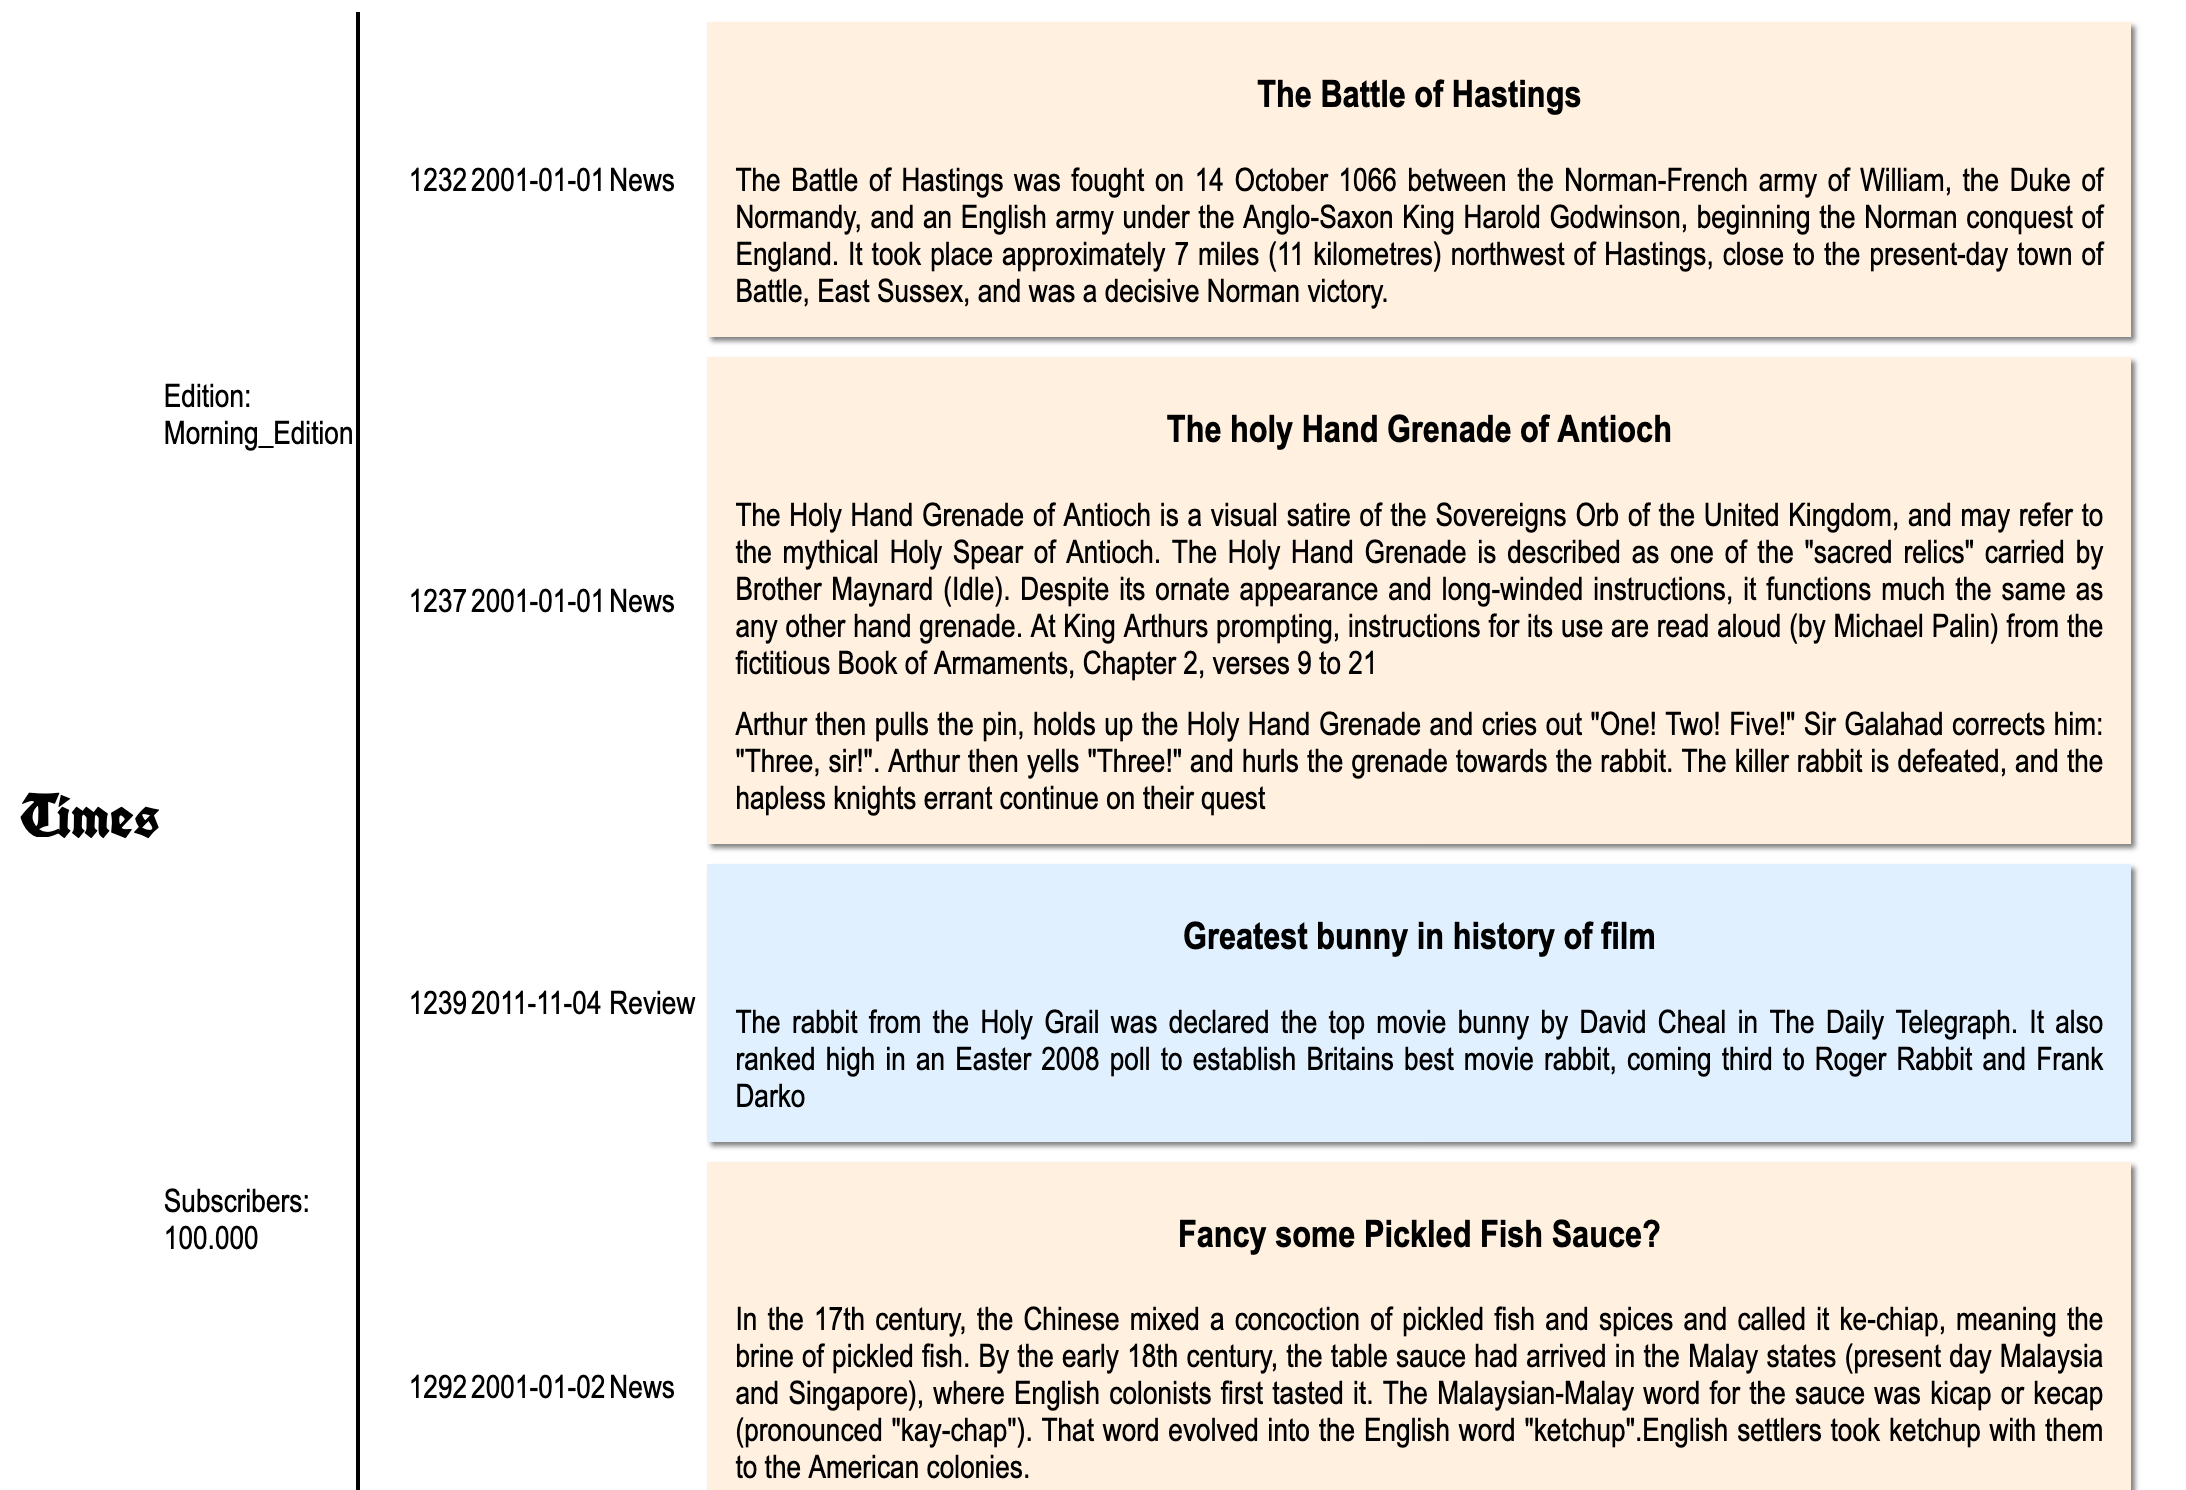 Times
Edition:
Morning_Edition
Subscribers:
100.000
1232 2001-01-01 News
The Battle of Hastings
The Battle of Hastings was fought on 14 October 1066 between the Norman-French army of William, the Duke of
Normandy, and an English army under the Anglo-Saxon King Harold Godwinson, beginning the Norman conquest of
England. It took place approximately 7 miles (11 kilometres) northwest of Hastings, close to the present-day town of
Battle, East Sussex, and was a decisive Norman victory.
1237 2001-01-01 News
The holy Hand Grenade of Antioch
The Holy Hand Grenade of Antioch is a visual satire of the Sovereigns Orb of the United Kingdom, and may refer to
the mythical Holy Spear of Antioch. The Holy Hand Grenade is described as one of the "sacred relics" carried by
Brother Maynard (Idle). Despite its ornate appearance and long-winded instructions, it functions much the same as
any other hand grenade. At King Arthurs prompting, instructions for its use are read aloud (by Michael Palin) from the
fictitious Book of Armaments, Chapter 2, verses 9 to 21
Arthur then pulls the pin, holds up the Holy Hand Grenade and cries out "One! Two! Five!" Sir Galahad corrects him:
"Three, sir!". Arthur then yells "Three!" and hurls the grenade towards the rabbit. The killer rabbit is defeated, and the
hapless knights errant continue on their quest
1239 2011-11-04 Review
Greatest bunny in history of film
The rabbit from the Holy Grail was declared the top movie bunny by David Cheal in The Daily Telegraph. It also
ranked high in an Easter 2008 poll to establish Britains best movie rabbit, coming third to Roger Rabbit and Frank
Darko
1292 2001-01-02 News
Fancy some Pickled Fish Sauce?
In the 17th century, the Chinese mixed a concoction of pickled fish and spices and called it ke-chiap, meaning the
brine of pickled fish. By the early 18th century, the table sauce had arrived in the Malay states (present day Malaysia
and Singapore), where English colonists first tasted it. The Malaysian-Malay word for the sauce was kicap or kecap
(pronounced "kay-chap"). That word evolved into the English word "ketchup".English settlers took ketchup with them
to the American colonies.